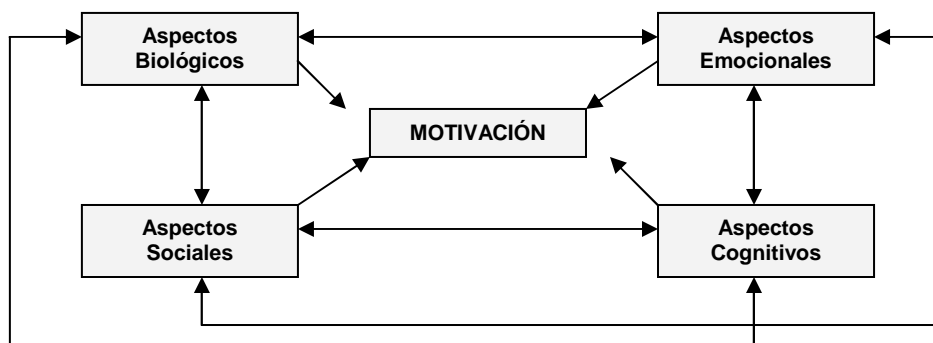 Aspectos
Biológicos
Aspectos
Emocionales
MOTIVACIÓN
Aspectos
Sociales
Aspectos
Cognitivos